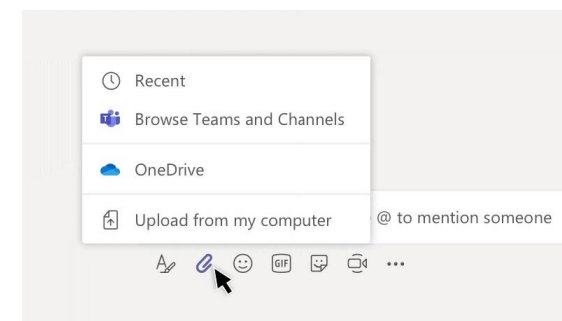 Recent
Browse Teams and Channels
OneDrive
Upload from my computer
@ to mention someone
GIF